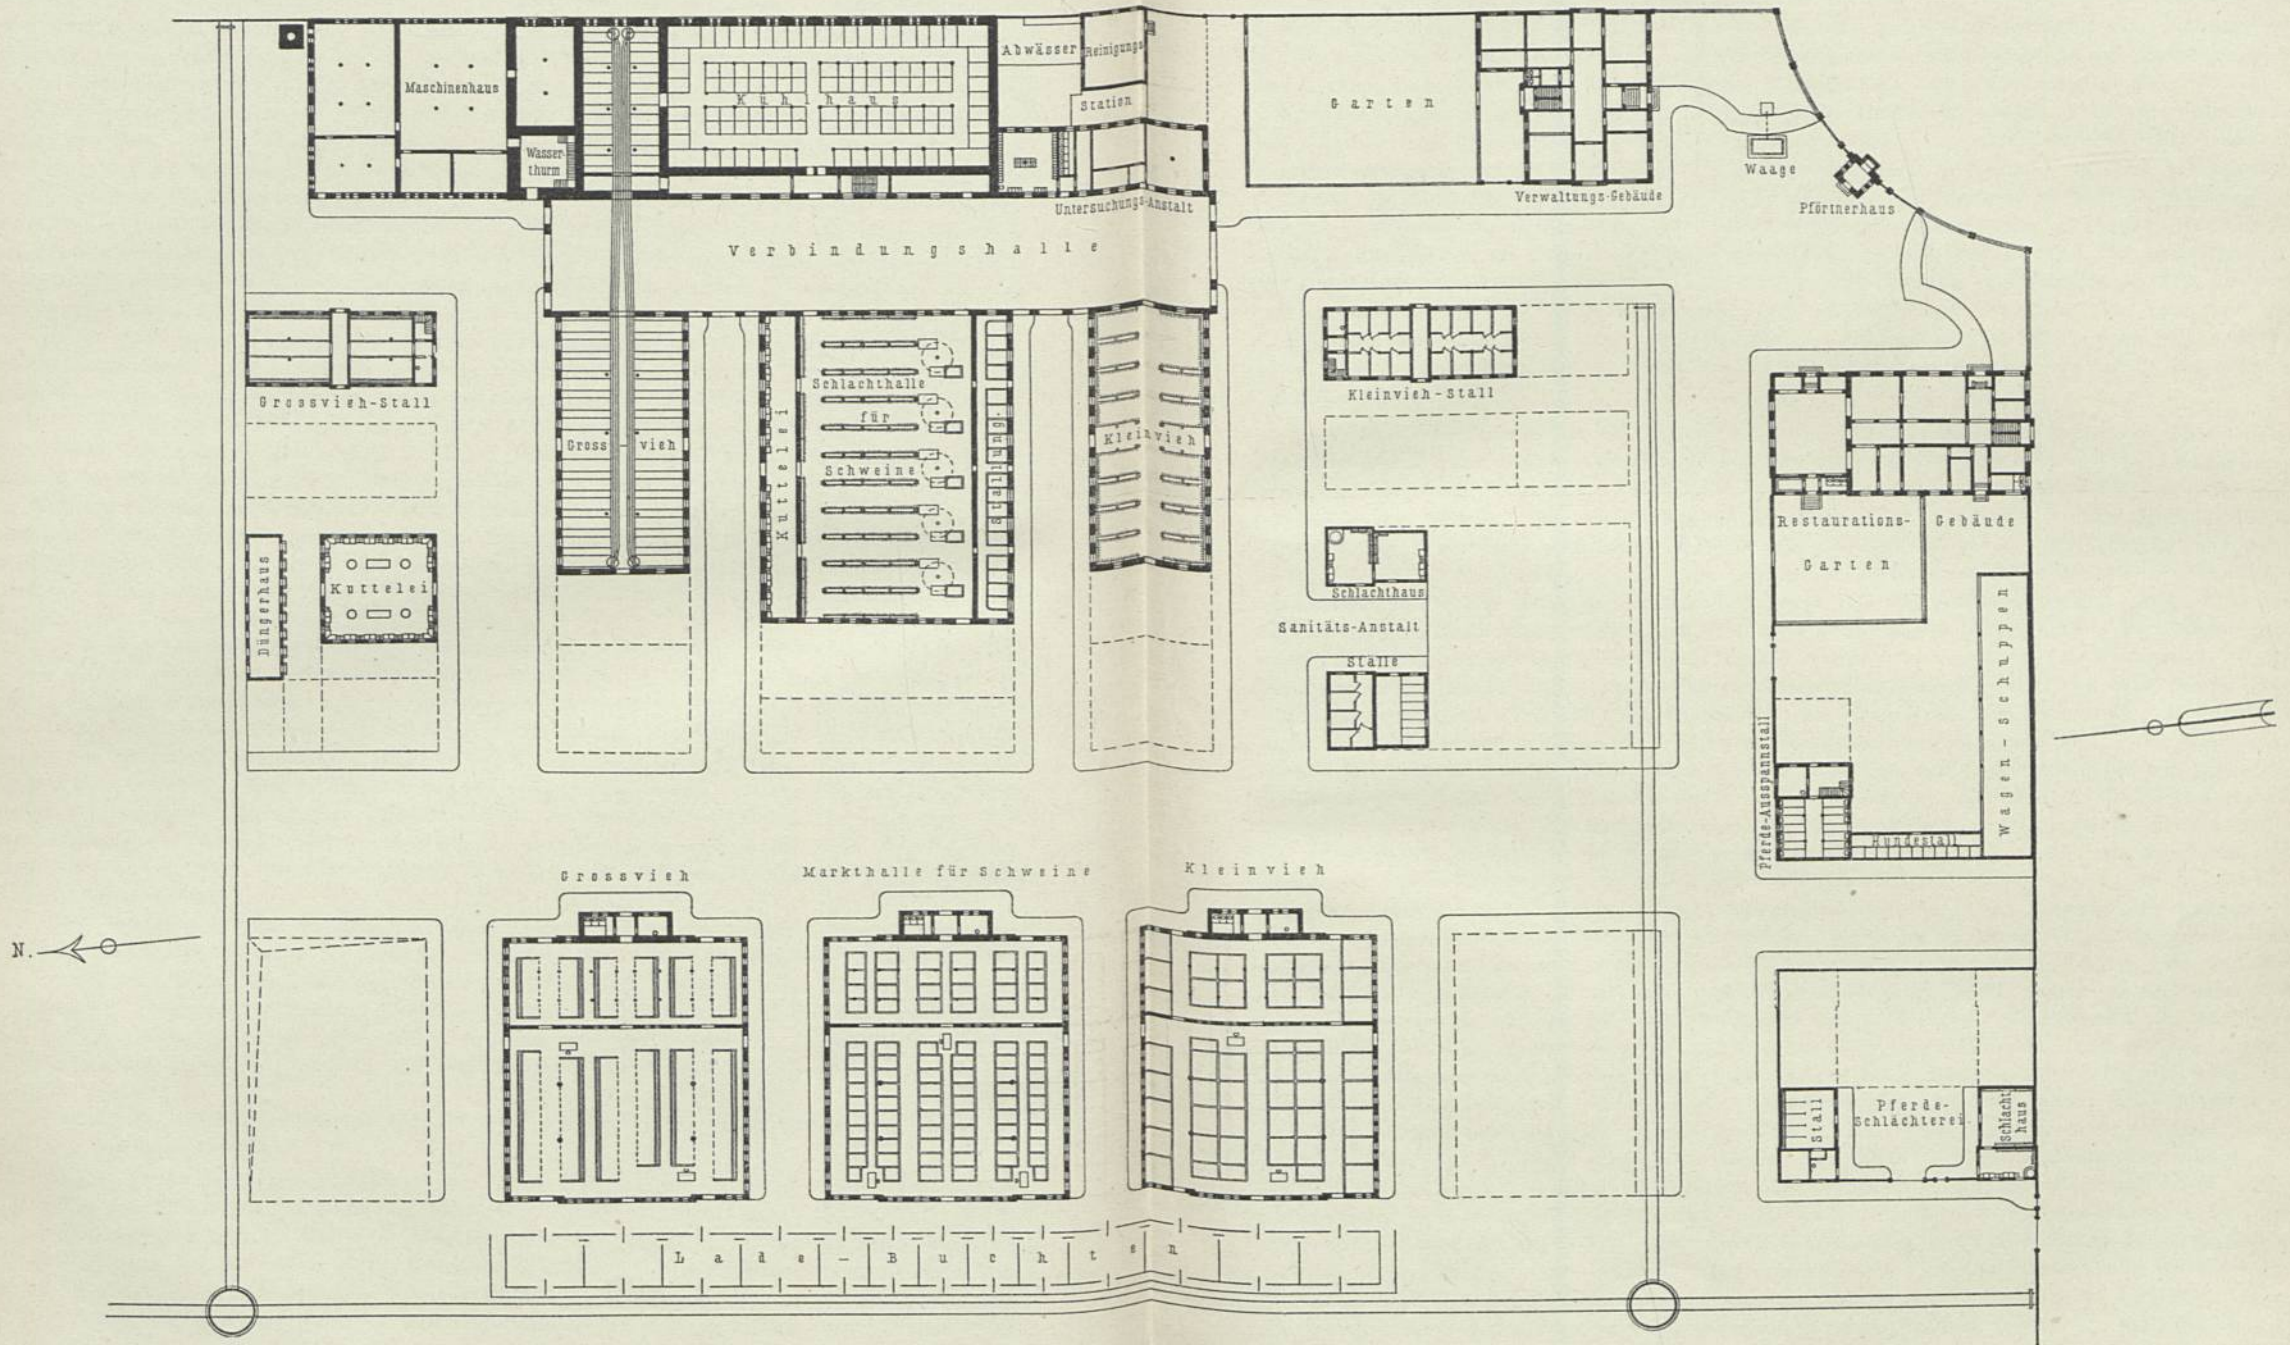 Maschinenhaus
Wasser-
thurm
Kühlhaus
Abwässer
Reinigungs
Station
Garten
Waage
Pförtnerhaus
Verwaltungs-Gebäude
Untersuchungs-Anstalt
Verbindungshalle
Grossvieh-Stall
Gross-vieh
Kuttelei
Schlachthalle
für
Schweine
Stallung.
Kleinvieh
Kleinvieh-Stall
Düngerhaus
Kuttelei
Schlachthaus
Sanitäts-Anstalt
Ställe
Restaurations-Gebäude
Garten
Wagen-schuppen
Pferde-Ausspannstall
Hundestall
Grossvieh
Markthalle für Schweine
Kleinvieh
N.
Stall
Pferde-
Schlächterei
Schlacht
haus
Lade-Buchten